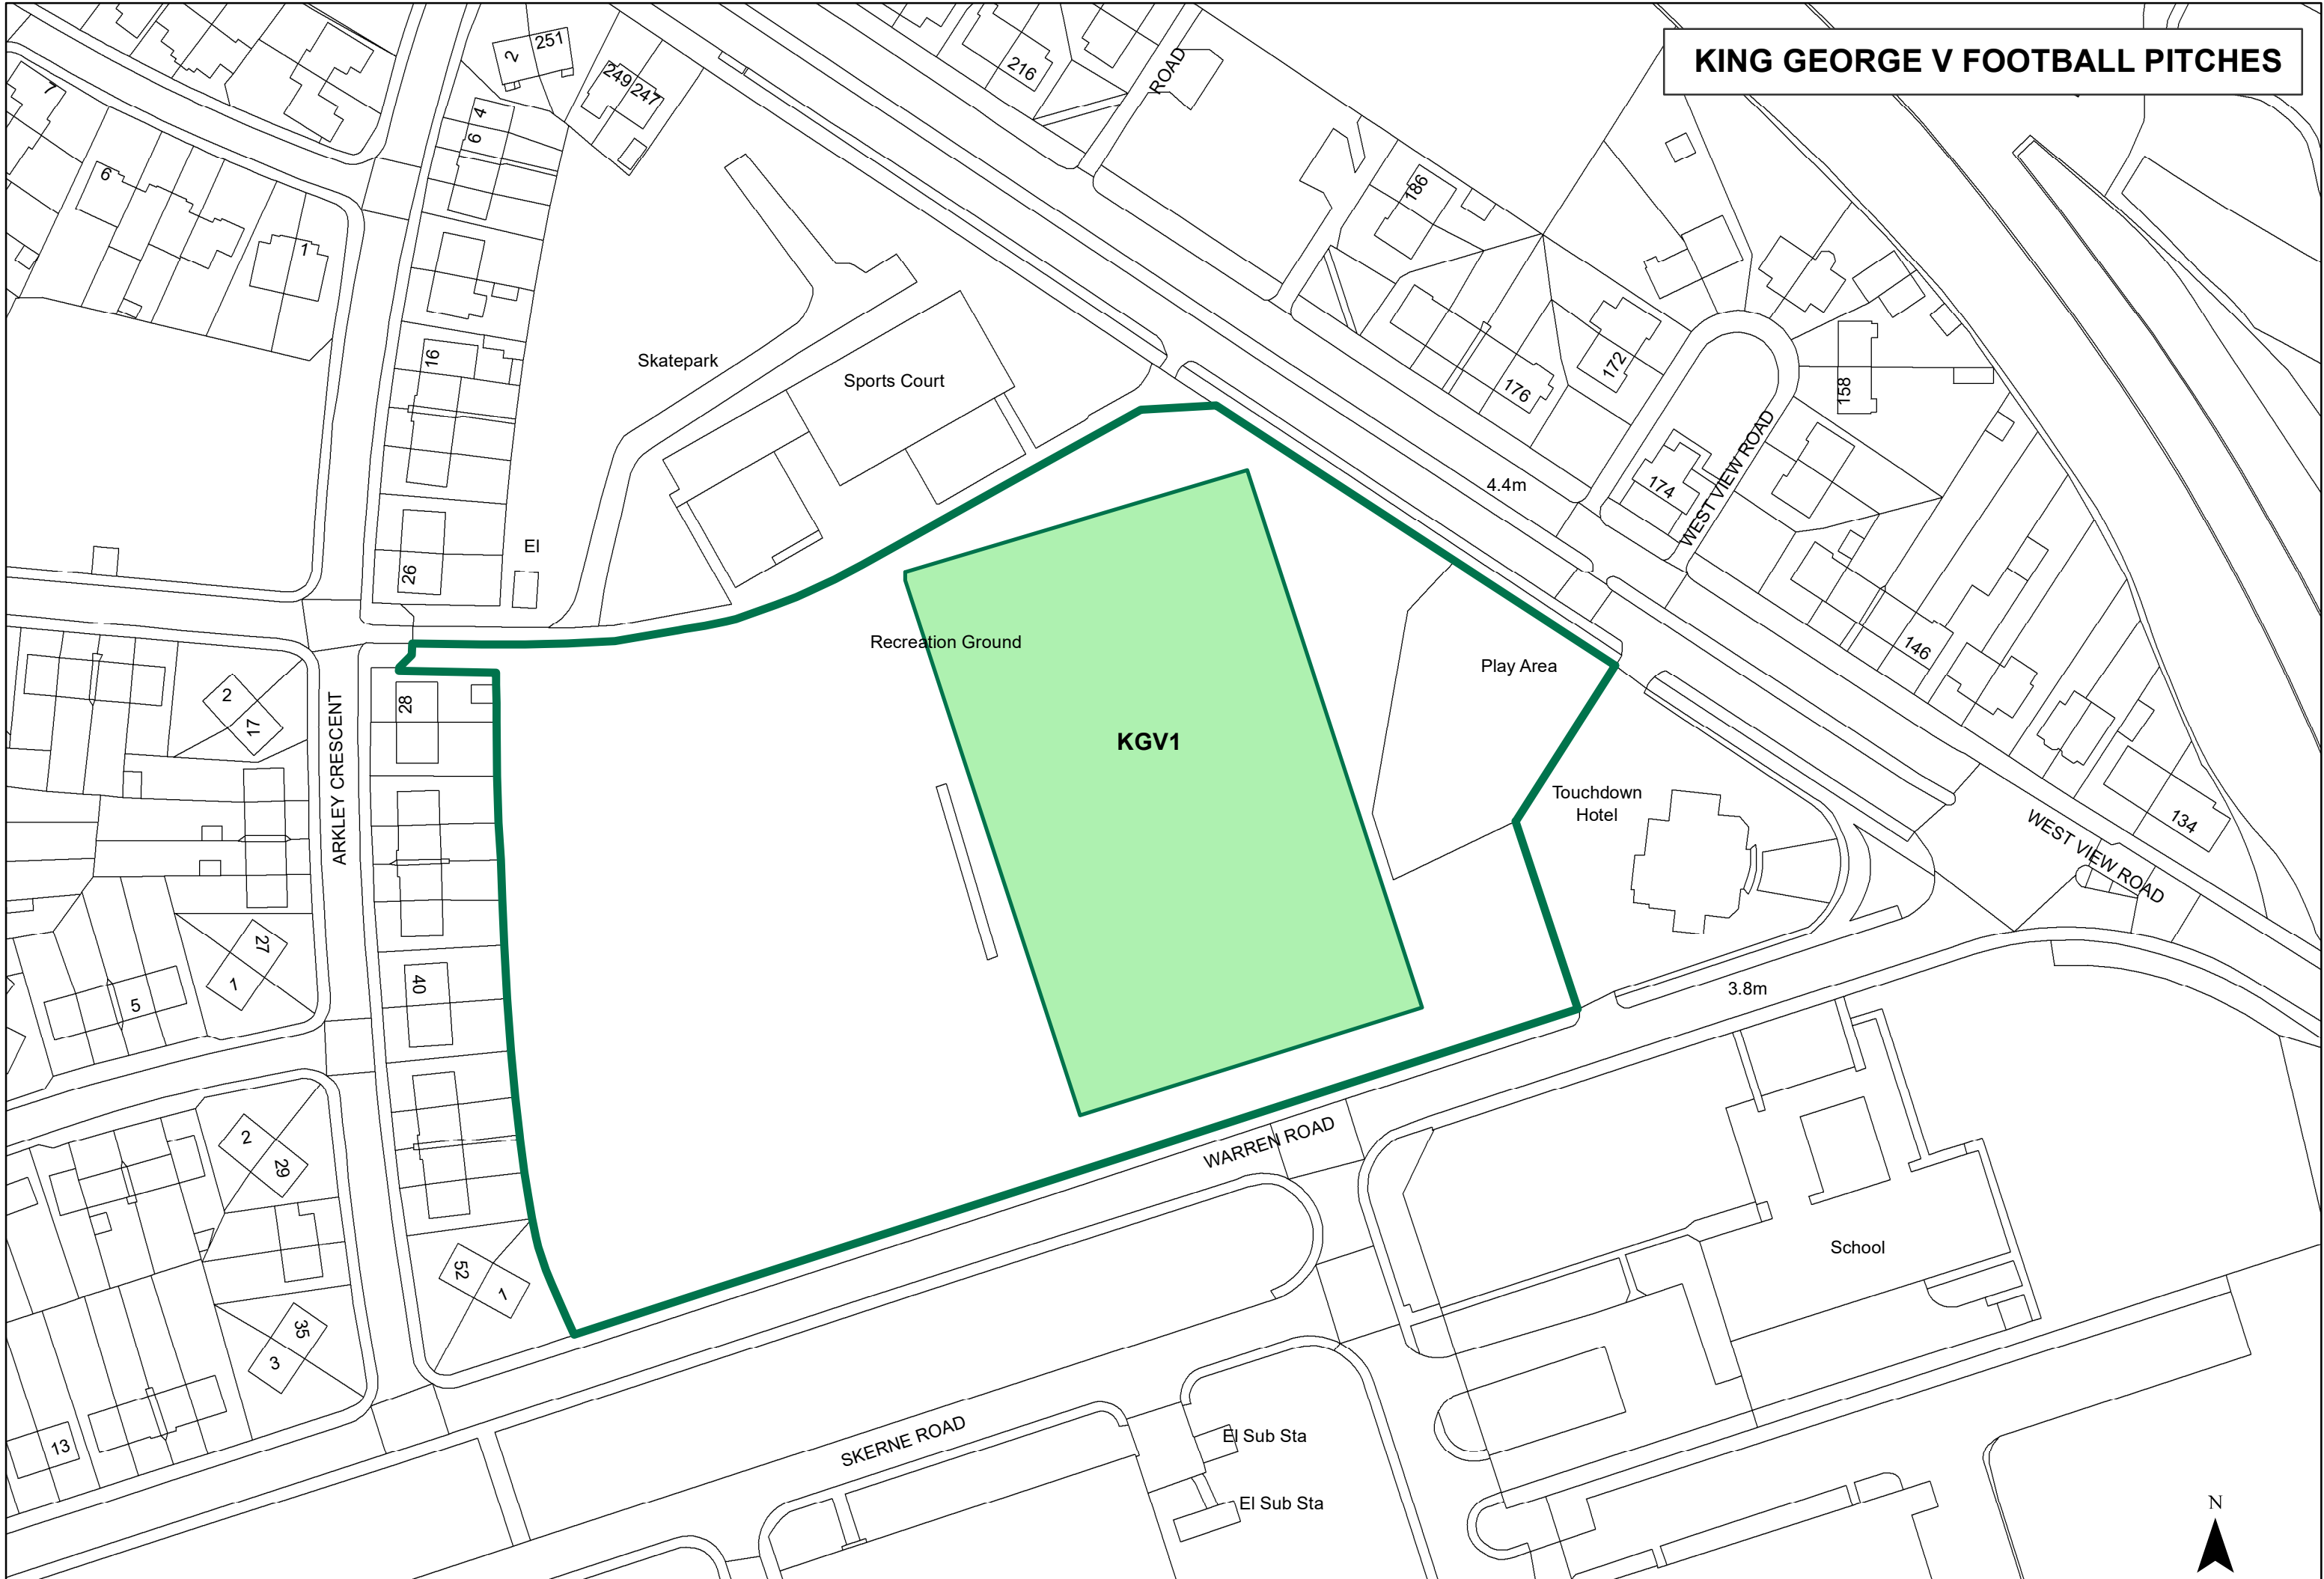 KING GEORGE V FOOTBALL PITCHES
2
251
216
ROAD
249
247
7
4
6
6
186
1
16
Skatepark
Sports Court
172
176
158
WEST VIEW ROAD
174
4.4m
El
26
Recreation Ground
146
Play Area
2
17
28
ARKLEY CRESCENT
KGV1
Touchdown
Hotel
134
WEST VIEW ROAD
27
1
40
5
3.8m
WARREN ROAD
2
29
School
52
1
35
3
13
SKERNE ROAD
El Sub Sta
El Sub Sta
N